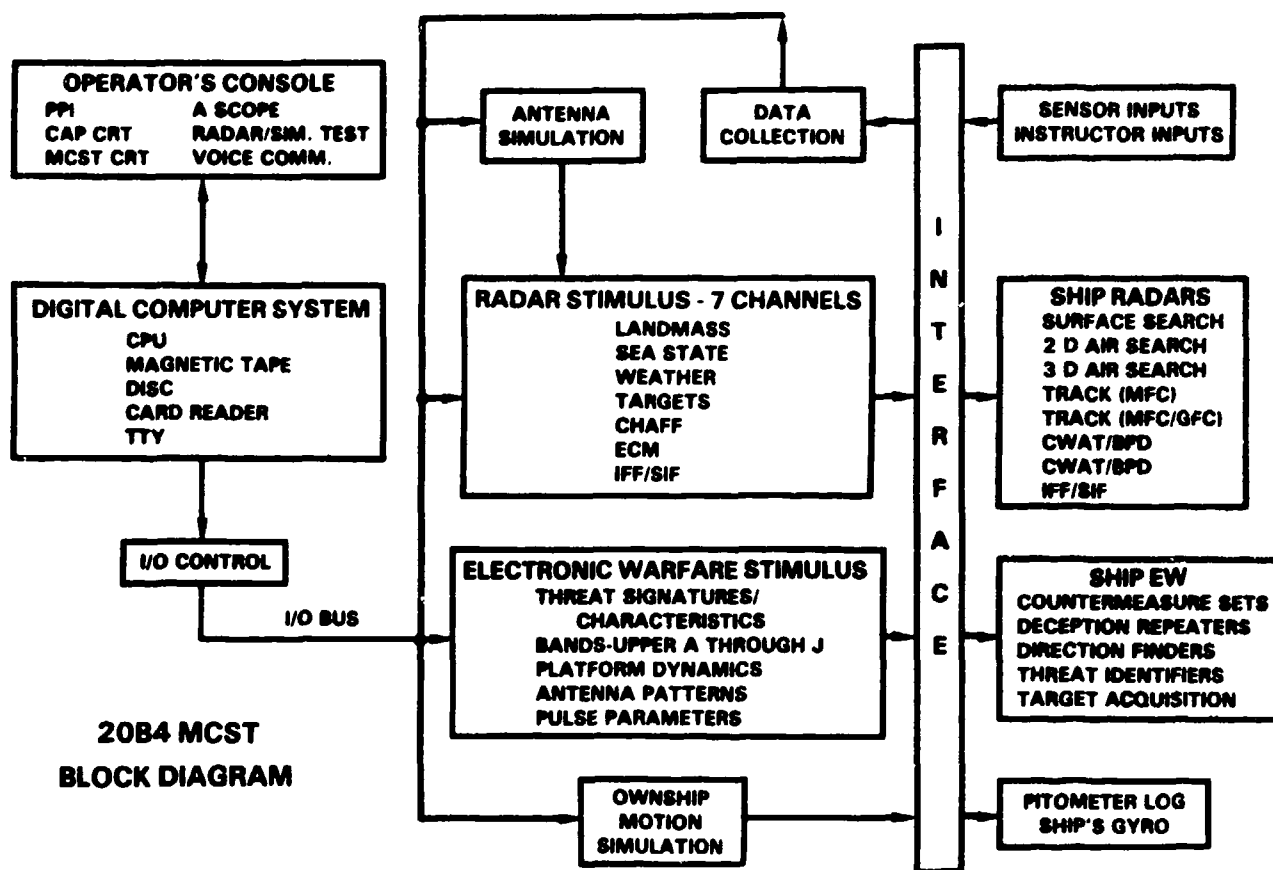 OPERATOR'S CONSOLE
PPI A SCOPE
CAP CRT RADAR/SIM. TEST
MCST CRT VOICE COMM.
DIGITAL COMPUTER SYSTEM
CPU
MAGNETIC TAPE
DISC
CARD READER
TTY
I/O CONTROL
I/O BUS
20B4 MCST
BLOCK DIAGRAM
ANTENNA
SIMULATION
DATA
COLLECTION
RADAR STIMULUS - 7 CHANNELS
LANDMASS
SEA STATE
WEATHER
TARGETS
CHAFF
ECM
IFF/SIF
ELECTRONIC WARFARE STIMULUS
THREAT SIGNATURES/
CHARACTERISTICS
BANDS-UPPER A THROUGH J
PLATFORM DYNAMICS
ANTENNA PATTERNS
PULSE PARAMETERS
OWNSHIP
MOTION
SIMULATION
INTERFACE
SENSOR INPUTS
INSTRUCTOR INPUTS
SHIP RADARS
SURFACE SEARCH
2 D AIR SEARCH
3 D AIR SEARCH
TRACK (MFC)
TRACK (MFC/GFC)
CWAT/BPD
CWAT/BPD
IFF/SIF
SHIP EW
COUNTERMEASURE SETS
DECEPTION REPEATERS
DIRECTION FINDERS
THREAT IDENTIFIERS
TARGET ACQUISITION
PITOMETER LOG
SHIP'S GYRO